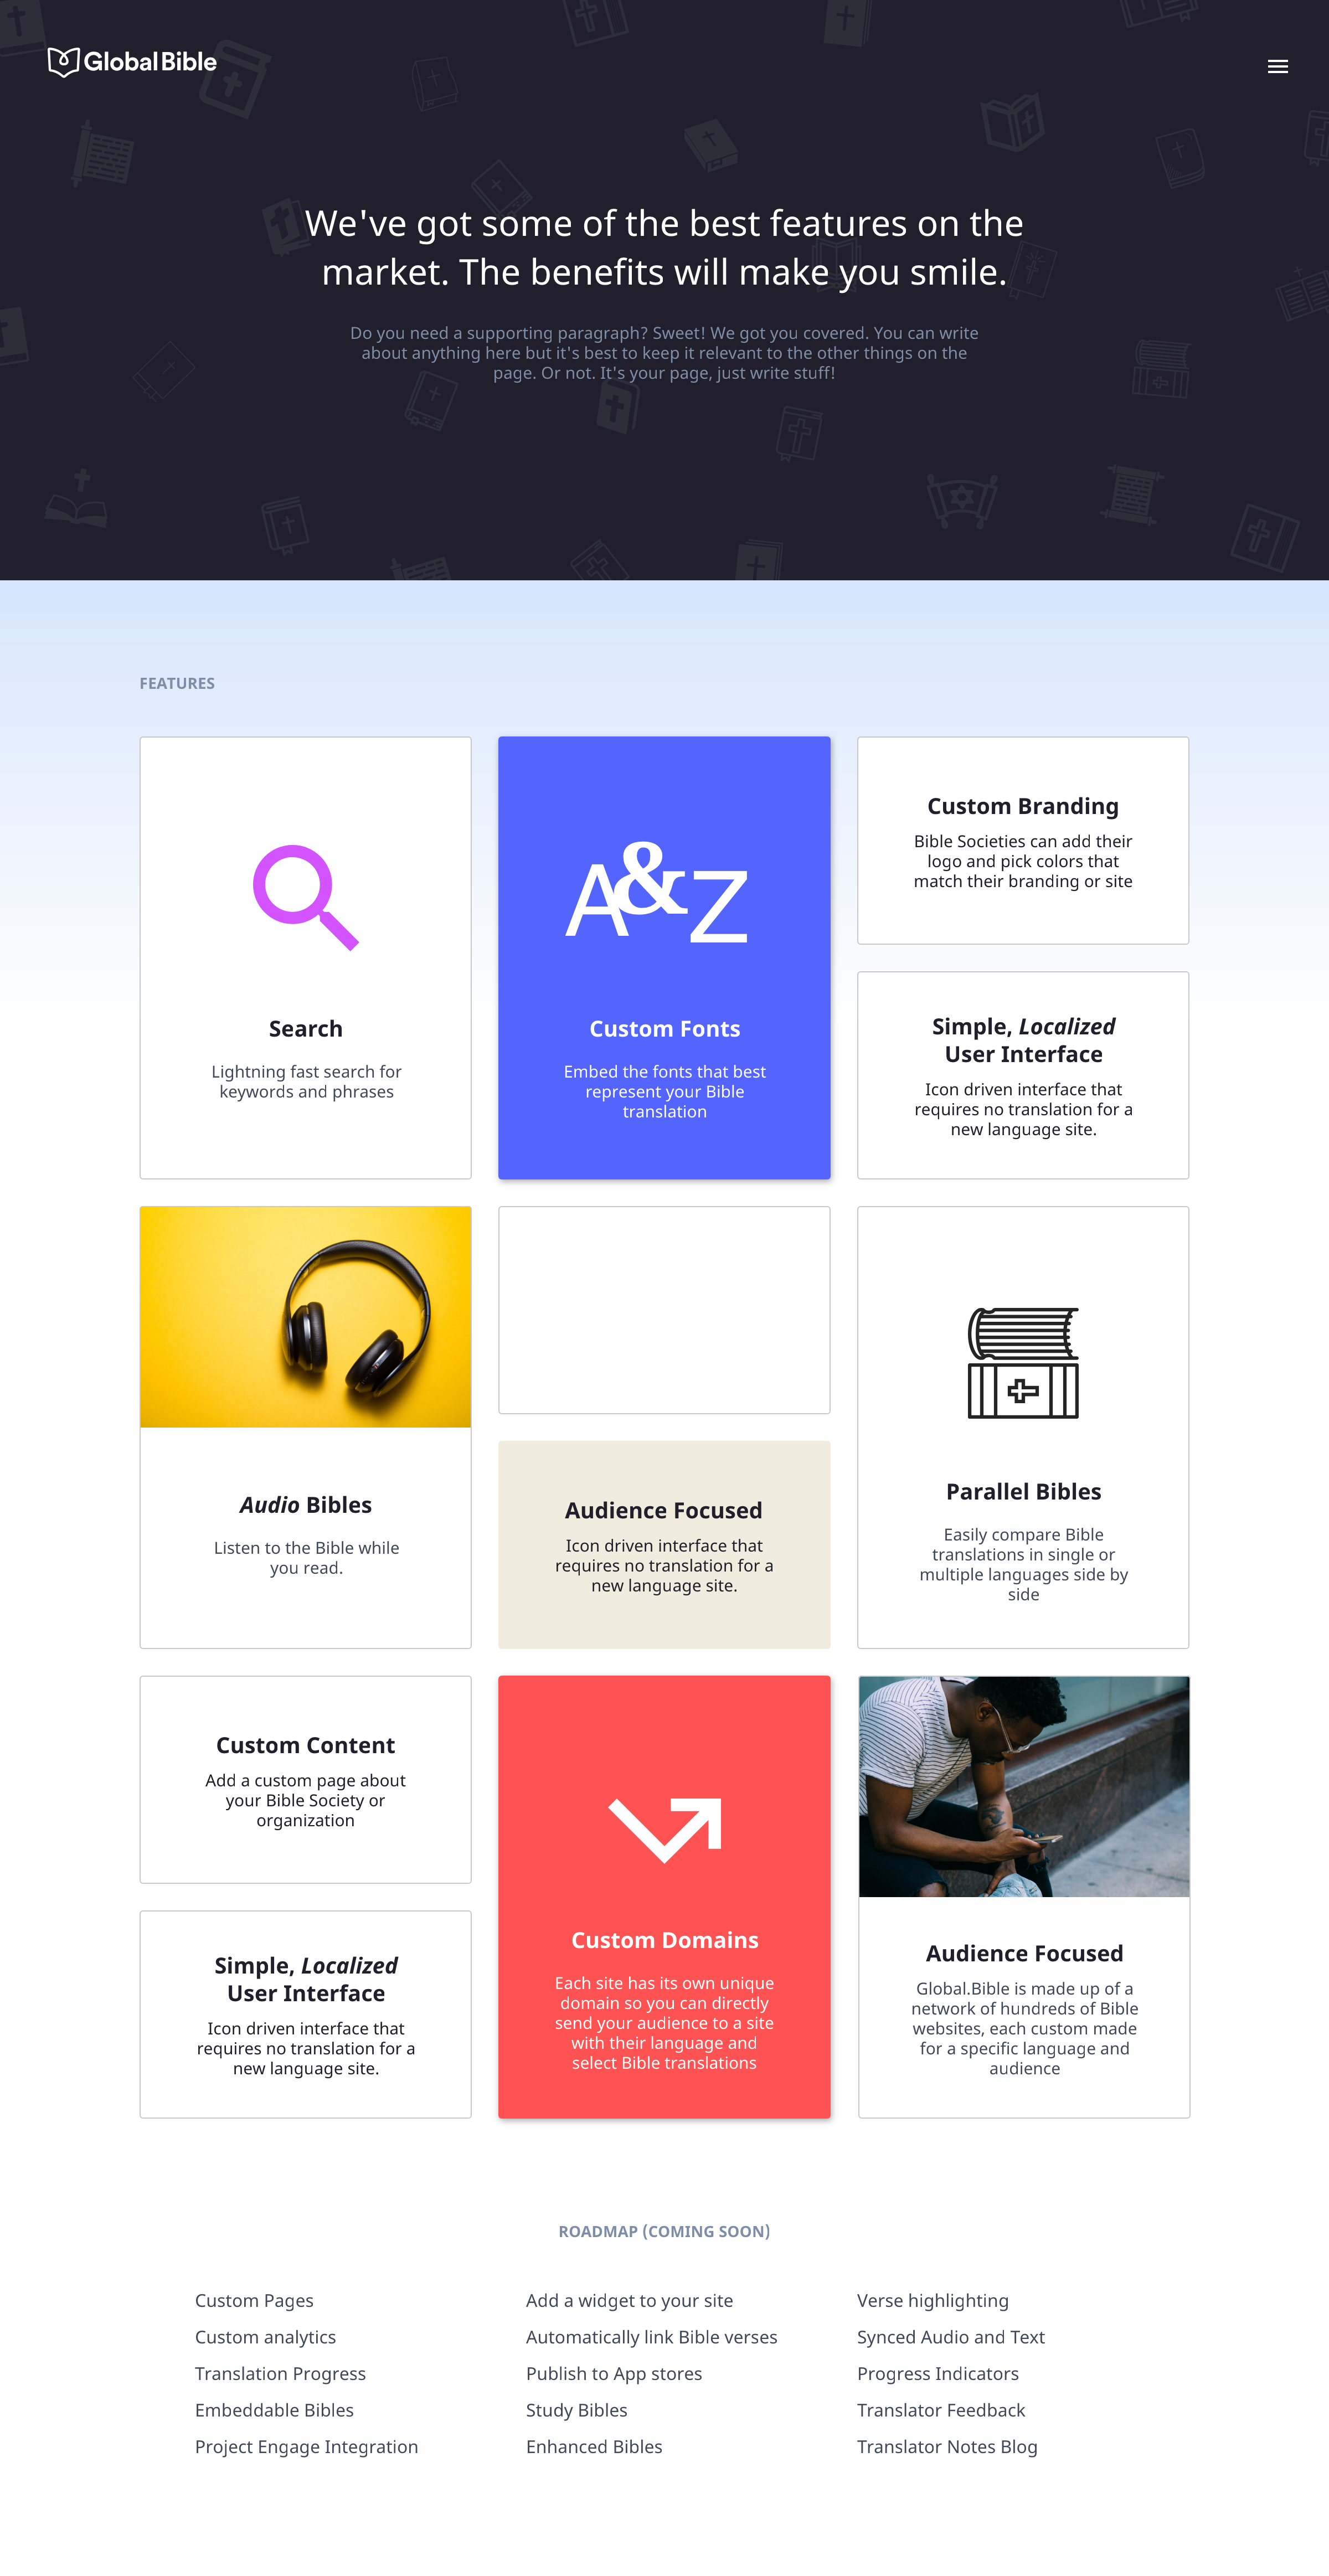 Global Bible
We've got some of the best features on the
market. The benefits will make you smile.
Do you need a supporting paragraph? Sweet! We got you covered. You can write
about anything here but it's best to keep it relevant to the other things on the
page. Or not. It's your page, just write stuff!
FEATURES
A&Z
Search
Lightning fast search for
keywords and phrases
Custom Fonts
Embed the fonts that best
represent your Bible
translation
Custom Branding
Bible Societies can add their
logo and pick colors that
match their branding or site
Simple, Localized
User Interface
Icon driven interface that
requires no translation for a
new language site.
Audio Bibles
Listen to the Bible while
you read.
Audience Focused
Icon driven interface that
requires no translation for a
new language site.
Parallel Bibles
Easily compare Bible
translations in single or
multiple languages side by
side
Custom Content
Add a custom page about
your Bible Society or
organization
Simple, Localized
User Interface
Icon driven interface that
requires no translation for a
new language site.
Custom Domains
Each site has its own unique
domain so you can directly
send your audience to a site
with their language and
select Bible translations
Audience Focused
Global.Bible is made up of a
network of hundreds of Bible
websites, each custom made
for a specific language and
audience
ROADMAP (COMING SOON)
Custom Pages
Custom analytics
Translation Progress
Embeddable Bibles
Project Engage Integration
Add a widget to your site
Automatically link Bible verses
Publish to App stores
Study Bibles
Enhanced Bibles
Verse highlighting
Synced Audio and Text
Progress Indicators
Translator Feedback
Translator Notes Blog